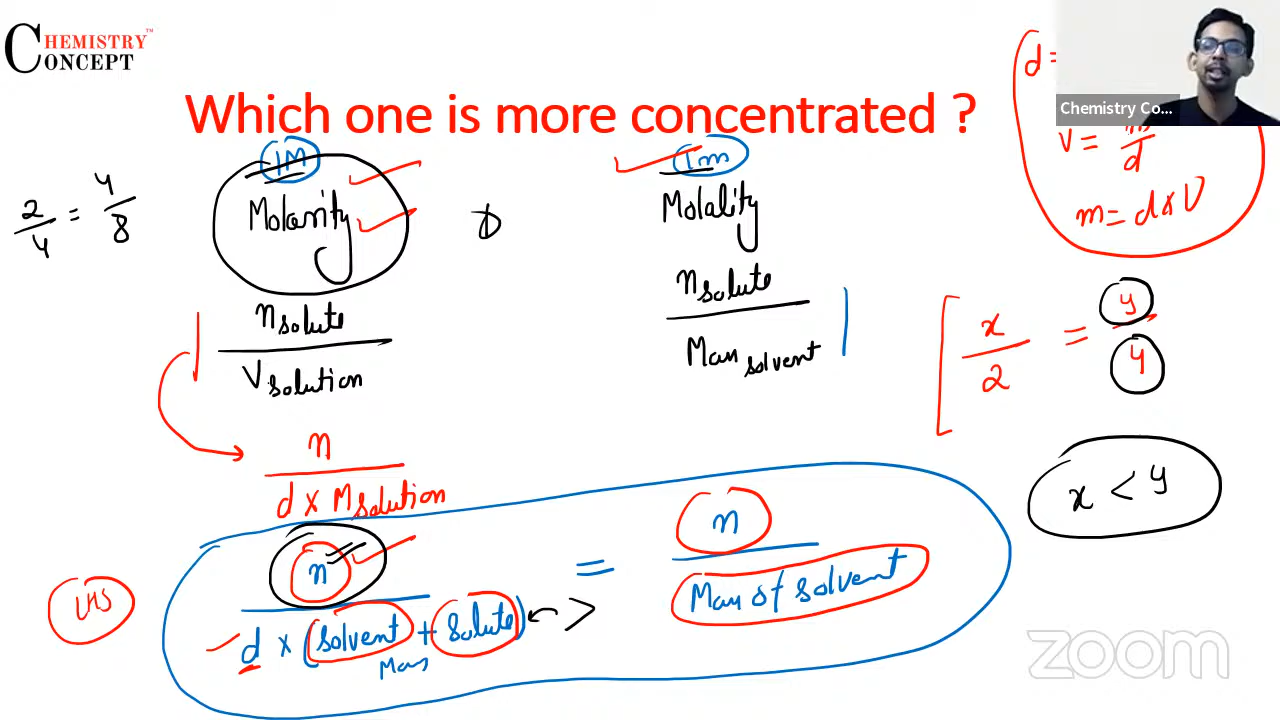 CHEMISTRY™
CONCEPT
Which one is more concentrated ?
d=
Chemistry Co...
V = m/d
m = d x V
1M
1m
Molarity
Molality
2/4 = 4/8
n solute
V solution
n solute
Mass solvent
x/2 = y/4
x < y
n
d x M solution
n
d x (solvent + solute)
Mass
>
=
n
Mass of solvent
LHS
zoom